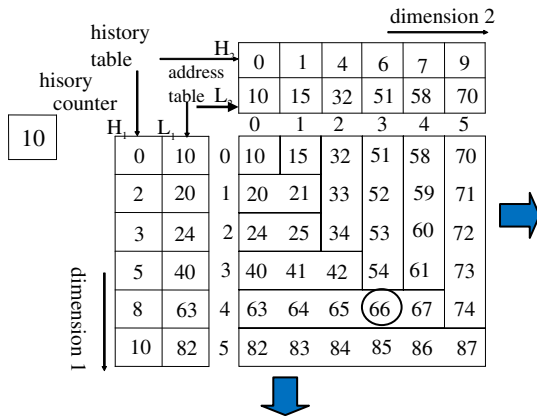 dimension 2
history
table
H2
0 1 4 6 7 9
hisory
counter
address
table
L2
10 15 32 51 58 70
0 1 2 3 4 5
10
H1 L1
0 10 0 10 15 32 51 58 70
2 20 1 20 21 33 52 59 71
3 24 2 24 25 34 53 60 72
5 40 3 40 41 42 54 61 73
8 63 4 63 64 65 66 67 74
10 82 5 82 83 84 85 86 87
dimension 1